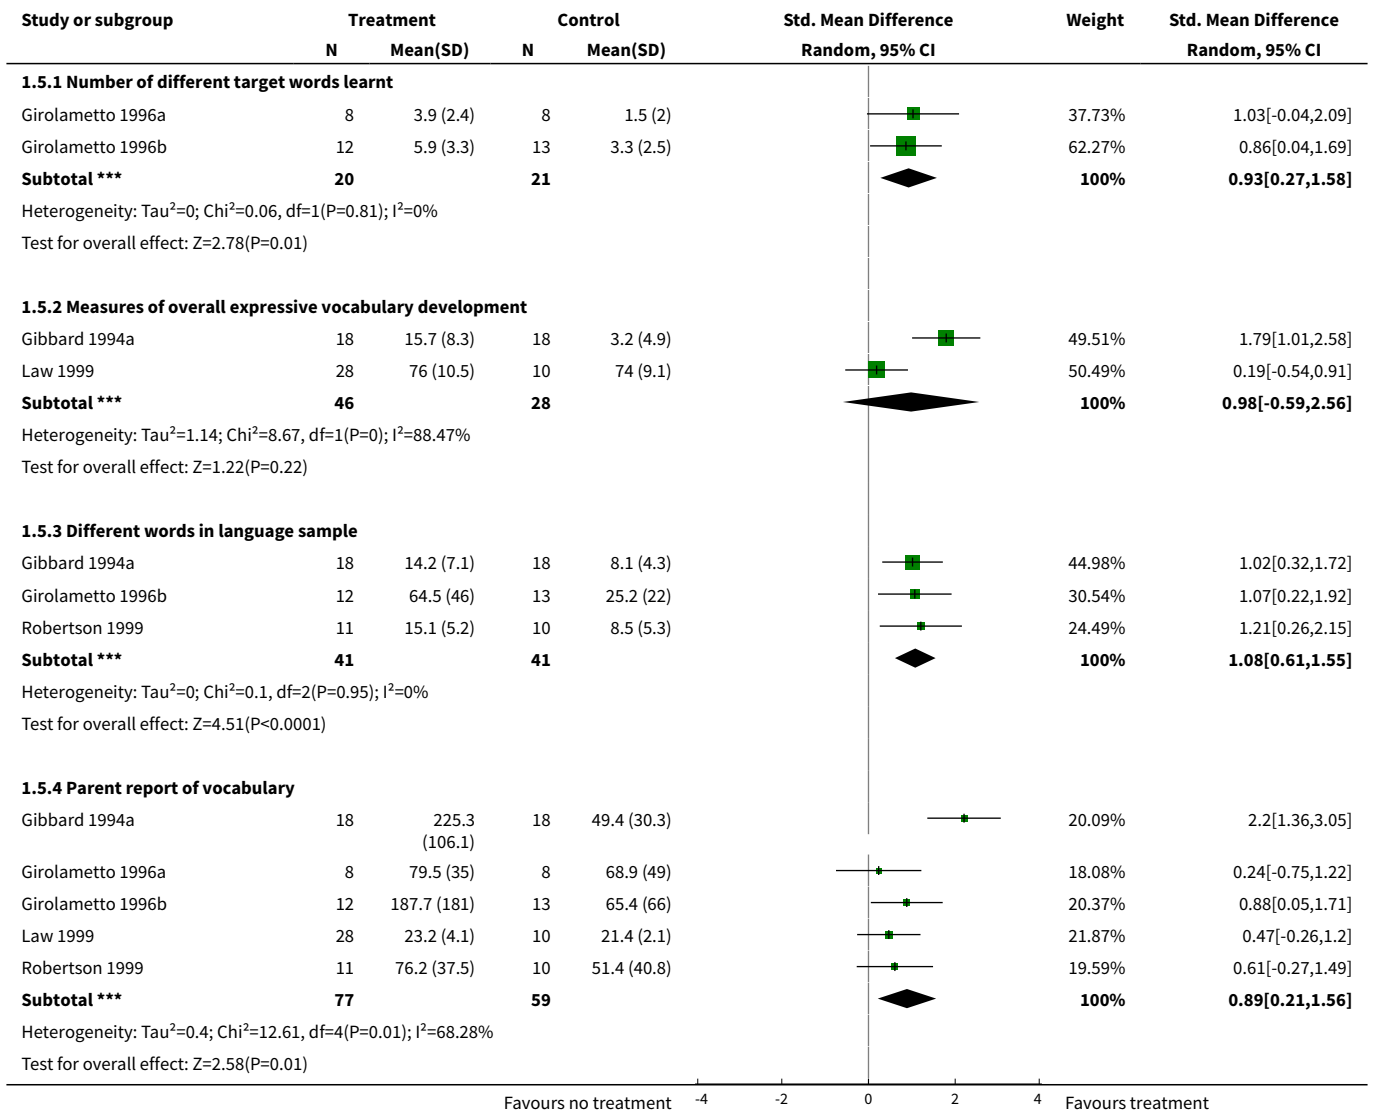 Study or subgroup Treatment Control Std. Mean Difference Weight Std. Mean Difference
N Mean(SD) N Mean(SD) Random, 95% CI Random, 95% CI
1.5.1 Number of different target words learnt
Girolametto 1996a 8 3.9 (2.4) 8 1.5 (2) 37.73% 1.03[-0.04,2.09]
Girolametto 1996b 12 5.9 (3.3) 13 3.3 (2.5) 62.27% 0.86[0.04,1.69]
Subtotal *** 20 21 100% 0.93[0.27,1.58]
Heterogeneity: Tau²=0; Chi²=0.06, df=1(P=0.81); I²=0%
Test for overall effect: Z=2.78(P=0.01)
1.5.2 Measures of overall expressive vocabulary development
Gibbard 1994a 18 15.7 (8.3) 18 3.2 (4.9) 49.51% 1.79[1.01,2.58]
Law 1999 28 76 (10.5) 10 74 (9.1) 50.49% 0.19[-0.54,0.91]
Subtotal *** 46 28 100% 0.98[-0.59,2.56]
Heterogeneity: Tau²=1.14; Chi²=8.67, df=1(P=0); I²=88.47%
Test for overall effect: Z=1.22(P=0.22)
1.5.3 Different words in language sample
Gibbard 1994a 18 14.2 (7.1) 18 8.1 (4.3) 44.98% 1.02[0.32,1.72]
Girolametto 1996b 12 64.5 (46) 13 25.2 (22) 30.54% 1.07[0.22,1.92]
Robertson 1999 11 15.1 (5.2) 10 8.5 (5.3) 24.49% 1.21[0.26,2.15]
Subtotal *** 41 41 100% 1.08[0.61,1.55]
Heterogeneity: Tau²=0; Chi²=0.1, df=2(P=0.95); I²=0%
Test for overall effect: Z=4.51(P<0.0001)
1.5.4 Parent report of vocabulary
Gibbard 1994a 18 225.3 18 49.4 (30.3) 20.09% 2.2[1.36,3.05]
(106.1)
Girolametto 1996a 8 79.5 (35) 8 68.9 (49) 18.08% 0.24[-0.75,1.22]
Girolametto 1996b 12 187.7 (181) 13 65.4 (66) 20.37% 0.88[0.05,1.71]
Law 1999 28 23.2 (4.1) 10 21.4 (2.1) 21.87% 0.47[-0.26,1.2]
Robertson 1999 11 76.2 (37.5) 10 51.4 (40.8) 19.59% 0.61[-0.27,1.49]
Subtotal *** 77 59 100% 0.89[0.21,1.56]
Heterogeneity: Tau²=0.4; Chi²=12.61, df=4(P=0.01); I²=68.28%
Test for overall effect: Z=2.58(P=0.01)
Favours no treatment -4 -2 0 2 4 Favours treatment